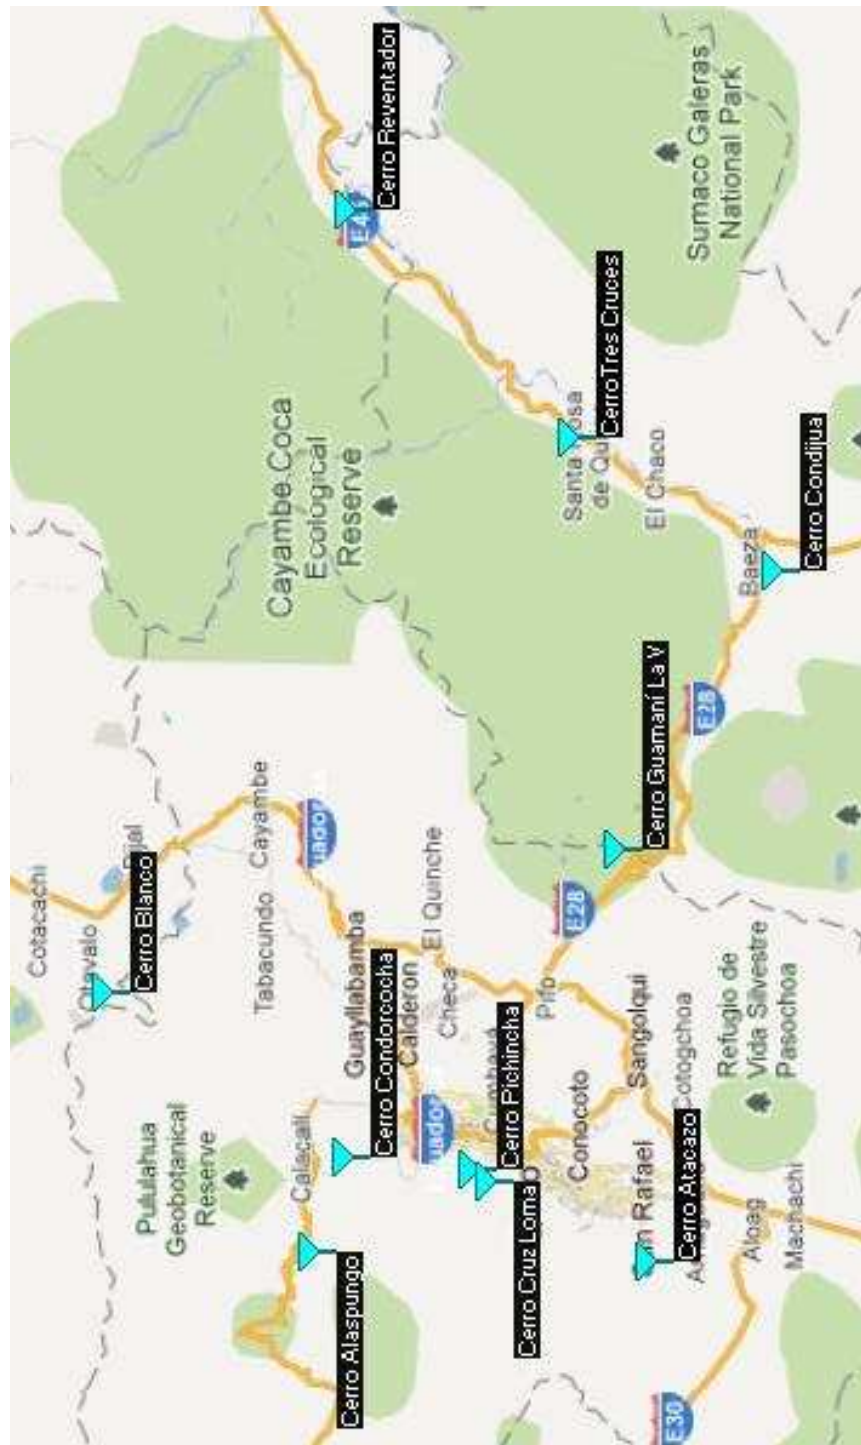 Cotacachi
Otavalo
Cerro Blanco
Pululahua
Geobotanical
Reserve
Calacali
Tabacundo
Cayambe
Cayambe Coca
Ecological
Reserve
Cerro Alaspungo
Cerro Condorcocha
Guayllabamba
Calderon
El Quinche
Checa
Cerro Reventador
Cerro Pichincha
Cerro Cruz Loma
Pifo
E28
Conocoto
Sangolqui
Cerro Guamaní La V
Santa Rosa
CerroTres Cruces
El Chaco
Sumaco Galeras
National Park
Cerro Atacazo
Cotogchoa
Refugio de
Vida Silvestre
Pasochoa
E28
Baeza
Cerro Condijua
Aloag
Machachi
E30